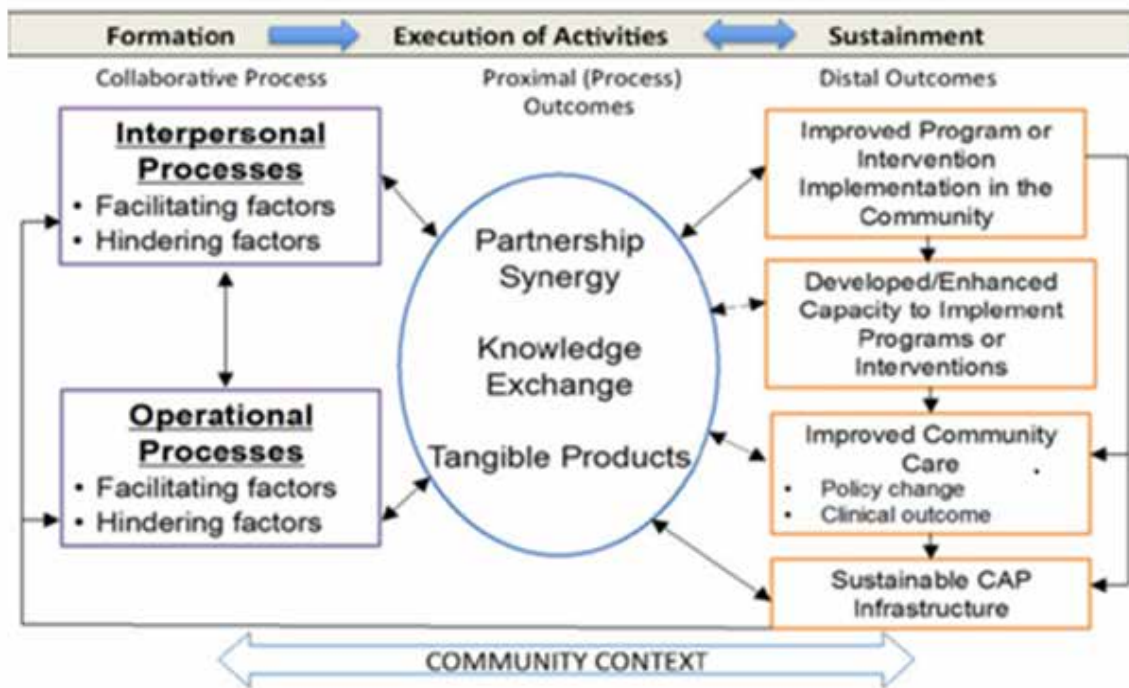 Formation
Execution of Activities
Sustainment
Collaborative Process
Proximal (Process)
Outcomes
Distal Outcomes
Interpersonal
Processes
• Facilitating factors
• Hindering factors
Operational
Processes
• Facilitating factors
• Hindering factors
Partnership
Synergy
Knowledge
Exchange
Tangible Products
Improved Program or
Intervention
Implementation in the
Community
Developed/Enhanced
Capacity to Implement
Programs or
Interventions
Improved Community
Care
• Policy change
• Clinical outcome
Sustainable CAP
Infrastructure
COMMUNITY CONTEXT